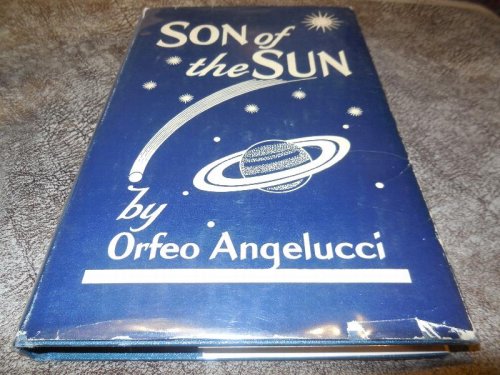 SON of
the SUN
by
Orfeo Angelucci